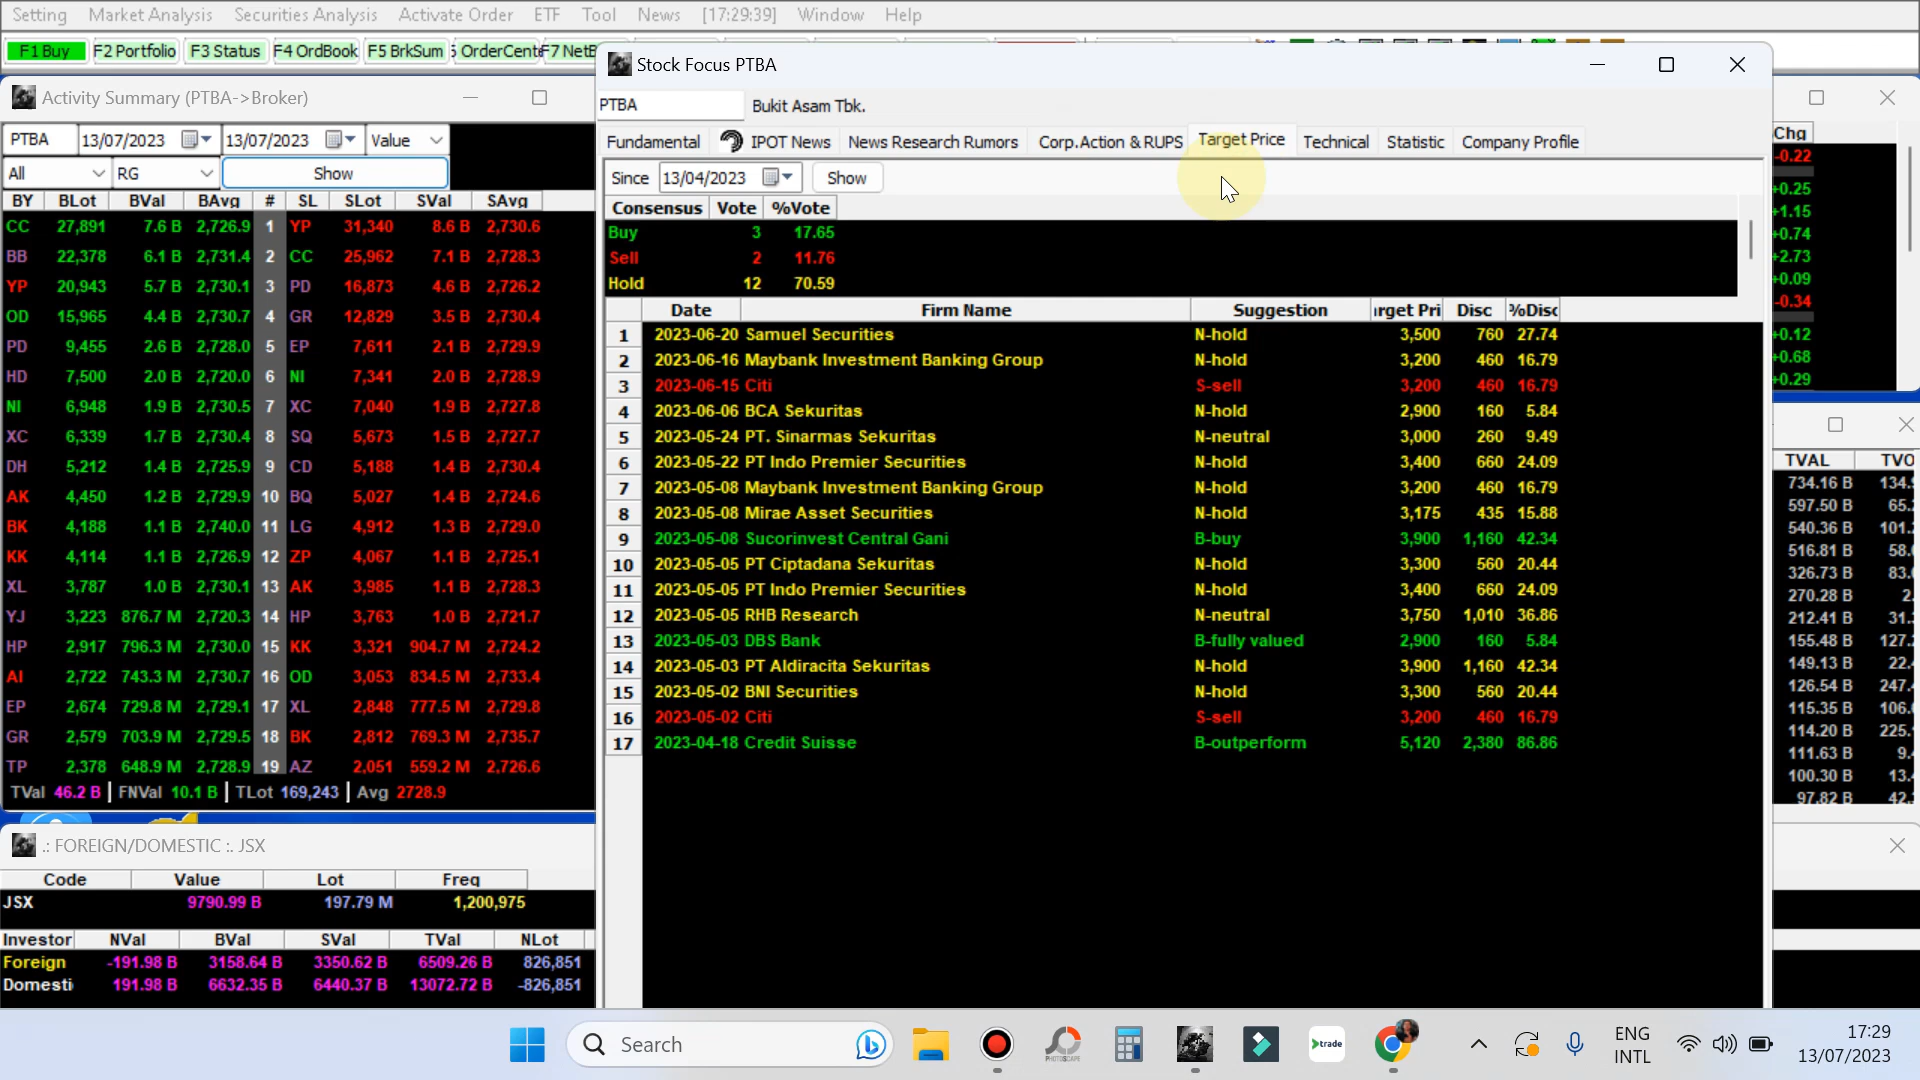 Setting Market Analysis Securities Analysis Activate Order ETF Tool News [17:29:39] Window Help
F1 Buy F2 Portfolio F3 Status F4 OrdBook F5 BrkSum OrderCent F7 NetB
Stock Focus PTBA
Activity Summary (PTBA->Broker)
PTBA Bukit Asam Tbk.
PTBA 13/07/2023 13/07/2023 Value
All RG Show
Fundamental IPOT News News Research Rumors Corp.Action & RUPS Target Price Technical Statistic Company Profile
Since 13/04/2023 Show
Consensus Vote %Vote
Buy 3 17.65
Sell 2 11.76
Hold 12 70.59
Date Firm Name Suggestion rget Pri Disc %Disc
1 2023-06-20 Samuel Securities N-hold 3,500 760 27.74
2 2023-06-16 Maybank Investment Banking Group N-hold 3,200 460 16.79
3 2023-06-15 Citi S-sell 3,200 460 16.79
4 2023-06-06 BCA Sekuritas N-hold 2,900 160 5.84
5 2023-05-24 PT. Sinarmas Sekuritas N-neutral 3,000 260 9.49
6 2023-05-22 PT Indo Premier Securities N-hold 3,400 660 24.09
7 2023-05-08 Maybank Investment Banking Group N-hold 3,200 460 16.79
8 2023-05-08 Mirae Asset Securities N-hold 3,175 435 15.88
9 2023-05-08 Sucorinvest Central Gani B-buy 3,900 1,160 42.34
10 2023-05-05 PT Ciptadana Sekuritas N-hold 3,300 560 20.44
11 2023-05-05 PT Indo Premier Securities N-hold 3,400 660 24.09
12 2023-05-05 RHB Research N-neutral 3,750 1,010 36.86
13 2023-05-03 DBS Bank B-fully valued 2,900 160 5.84
14 2023-05-03 PT Aldiracita Sekuritas N-hold 3,900 1,160 42.34
15 2023-05-02 BNI Securities N-hold 3,300 560 20.44
16 2023-05-02 Citi S-sell 3,200 460 16.79
17 2023-04-18 Credit Suisse B-outperform 5,120 2,380 86.86
BY BLot BVal BAvg # SL SLot SVal SAvg
CC 27,891 7.6 B 2,726.9 1 YP 31,340 8.6 B 2,730.6
BB 22,378 6.1 B 2,731.4 2 CC 25,962 7.1 B 2,728.3
YP 20,943 5.7 B 2,730.1 3 PD 16,873 4.6 B 2,726.2
OD 15,965 4.4 B 2,730.7 4 GR 12,829 3.5 B 2,730.4
PD 9,455 2.6 B 2,728.0 5 EP 7,611 2.1 B 2,729.9
HD 7,500 2.0 B 2,720.0 6 NI 7,341 2.0 B 2,728.9
NI 6,948 1.9 B 2,730.5 7 XC 7,040 1.9 B 2,727.8
XC 6,339 1.7 B 2,730.4 8 SQ 5,673 1.5 B 2,727.7
DH 5,212 1.4 B 2,725.9 9 CD 5,188 1.4 B 2,730.4
AK 4,450 1.2 B 2,729.9 10 BQ 5,027 1.4 B 2,724.6
BK 4,188 1.1 B 2,740.0 11 LG 4,912 1.3 B 2,729.0
KK 4,114 1.1 B 2,726.9 12 ZP 4,067 1.1 B 2,725.1
XL 3,787 1.0 B 2,730.1 13 AK 3,985 1.1 B 2,728.3
YJ 3,223 876.7 M 2,720.3 14 HP 3,763 1.0 B 2,721.7
HP 2,917 796.3 M 2,730.0 15 KK 3,321 904.7 M 2,724.2
AI 2,722 743.3 M 2,730.7 16 OD 3,053 834.5 M 2,733.4
EP 2,674 729.8 M 2,729.1 17 XL 2,848 777.5 M 2,729.8
GR 2,579 703.9 M 2,729.5 18 BK 2,812 769.3 M 2,735.7
TP 2,378 648.9 M 2,728.9 19 AZ 2,051 559.2 M 2,726.6
TVal 46.2 B | FNVal 10.1 B | TLot 169,243 | Avg 2728.9
Chg
-0.22
+0.25
+1.15
+0.74
+2.73
+0.09
-0.34
+0.12
+0.68
+0.29
TVAL TVO
734.16 B 134.
597.50 B 65.
540.36 B 101.
516.81 B 58.
326.73 B 83.
270.28 B 2.
212.41 B 31.
155.48 B 127.
149.13 B 22.
126.54 B 247.
115.35 B 106.
114.20 B 225.
111.63 B 9.
100.30 B 13.
97.82 B 42.
.: FOREIGN/DOMESTIC :. JSX
Code Value Lot Freq
JSX 9790.99 B 197.79 M 1,200,975
Investor NVal BVal SVal TVal NLot
Foreign -191.98 B 3158.64 B 3350.62 B 6509.26 B 826,851
Domesti 191.98 B 6632.35 B 6440.37 B 13072.72 B -826,851
Search PHOTOSCAPE trade ENG INTL 17:29
13/07/2023